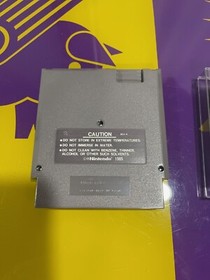 CAUTION
●DO NOT STORE IN EXTREME TEMPERATURES.
●DO NOT IMMERSE IN WATER.
●DO NOT CLEAN WITH BENZENE, THINNER,
ALCOHOL OR OTHER SUCH SOLVENTS.
Nintendo 1985